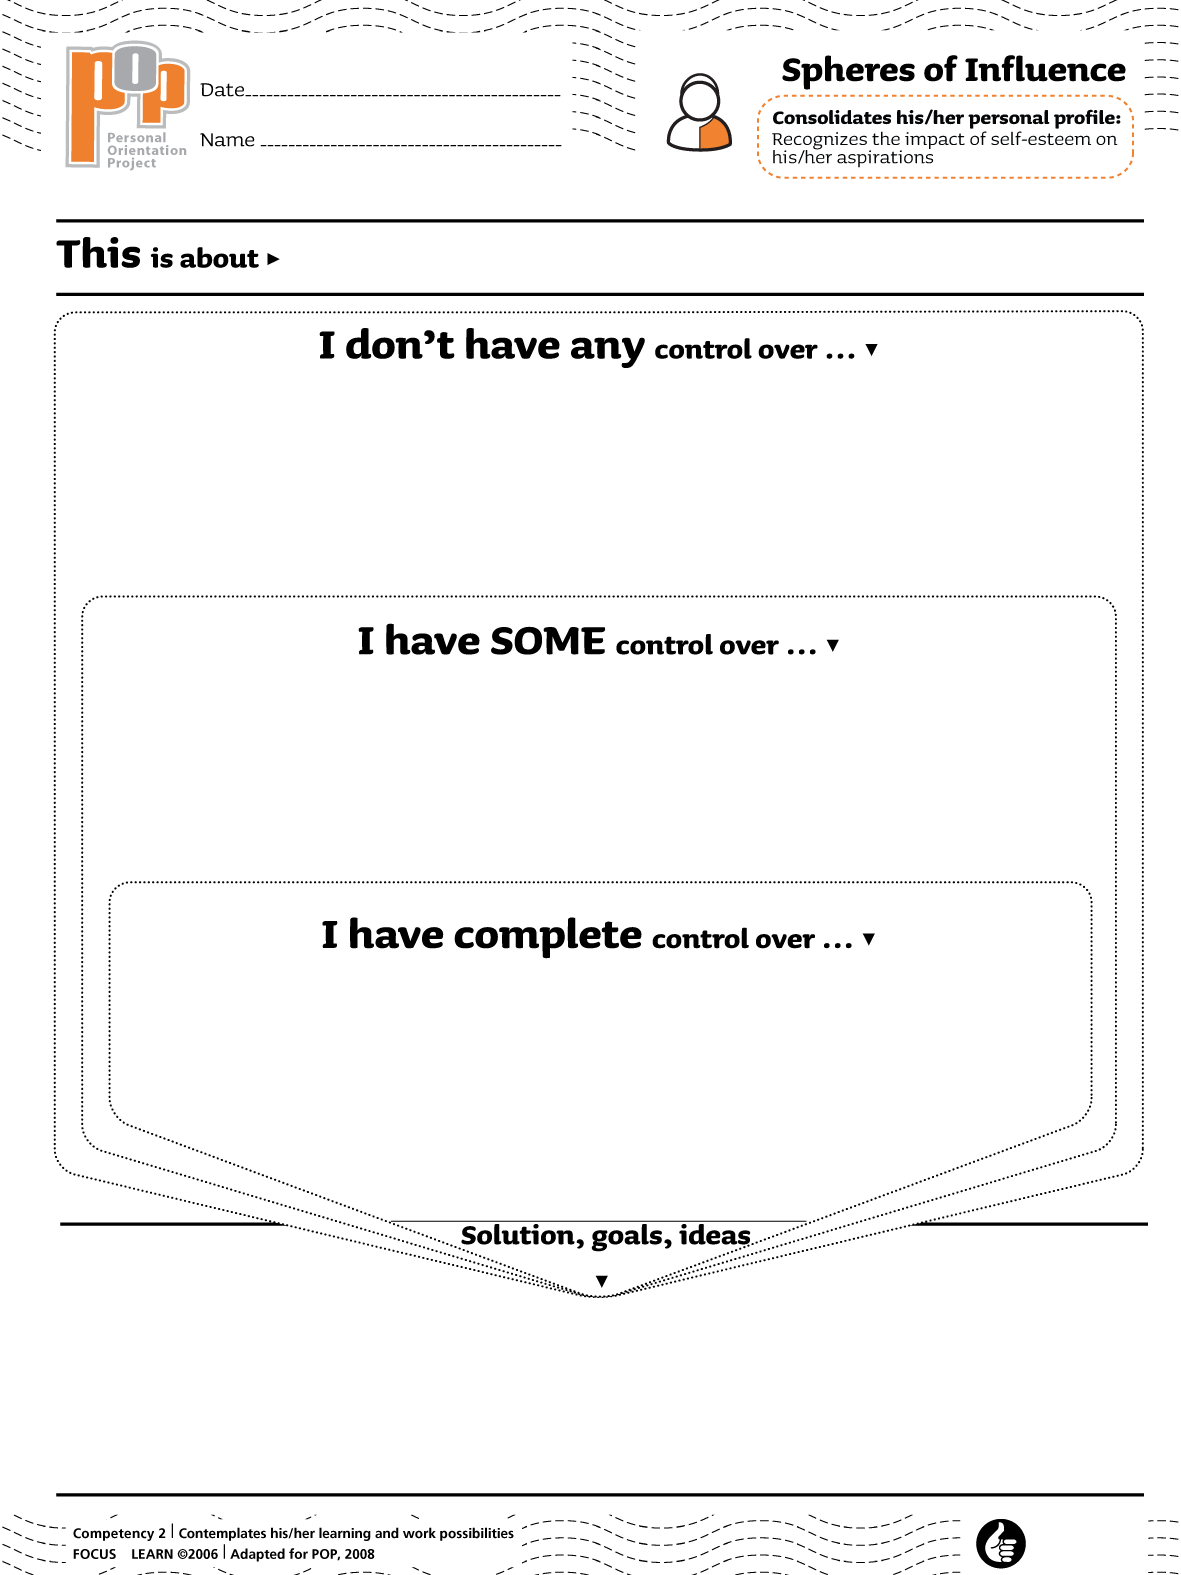 pop
Personal
Orientation
Project
Date
Name
Spheres of Influence
Consolidates his/her personal profile:
Recognizes the impact of self-esteem on
his/her aspirations
This is about ▸
I don't have any control over ... ▾
I have SOME control over ... ▾
I have complete control over ... ▾
Solution, goals, ideas
▾
Competency 2 | Contemplates his/her learning and work possibilities
FOCUS LEARN ©2006 | Adapted for POP, 2008